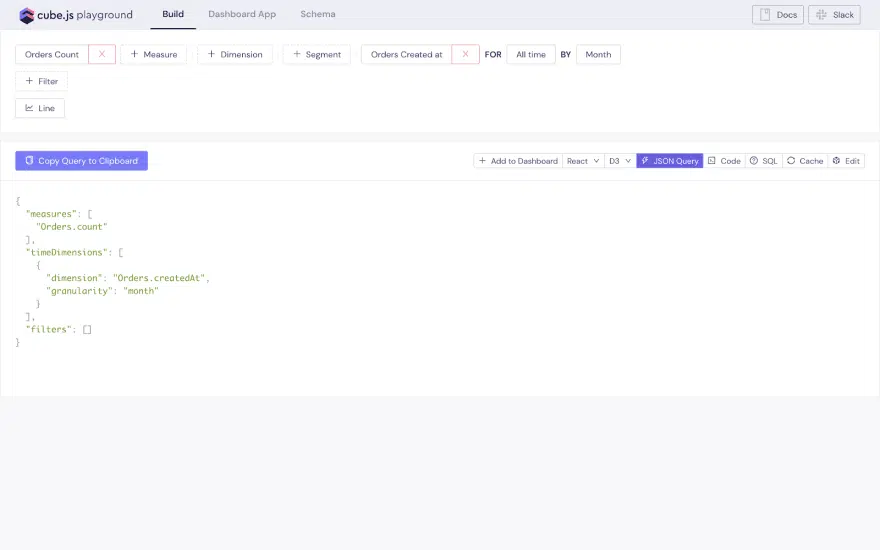 cube.js playground Build Dashboard App Schema Docs Slack
Orders Count X + Measure + Dimension + Segment Orders Created at X FOR All time BY Month
+ Filter
Line
Copy Query to Clipboard + Add to Dashboard React D3 JSON Query Code SQL Cache Edit
{
"measures": [
"Orders.count"
],
"timeDimensions": [
{
"dimension": "Orders.createdAt",
"granularity": "month"
}
],
"filters": []
}